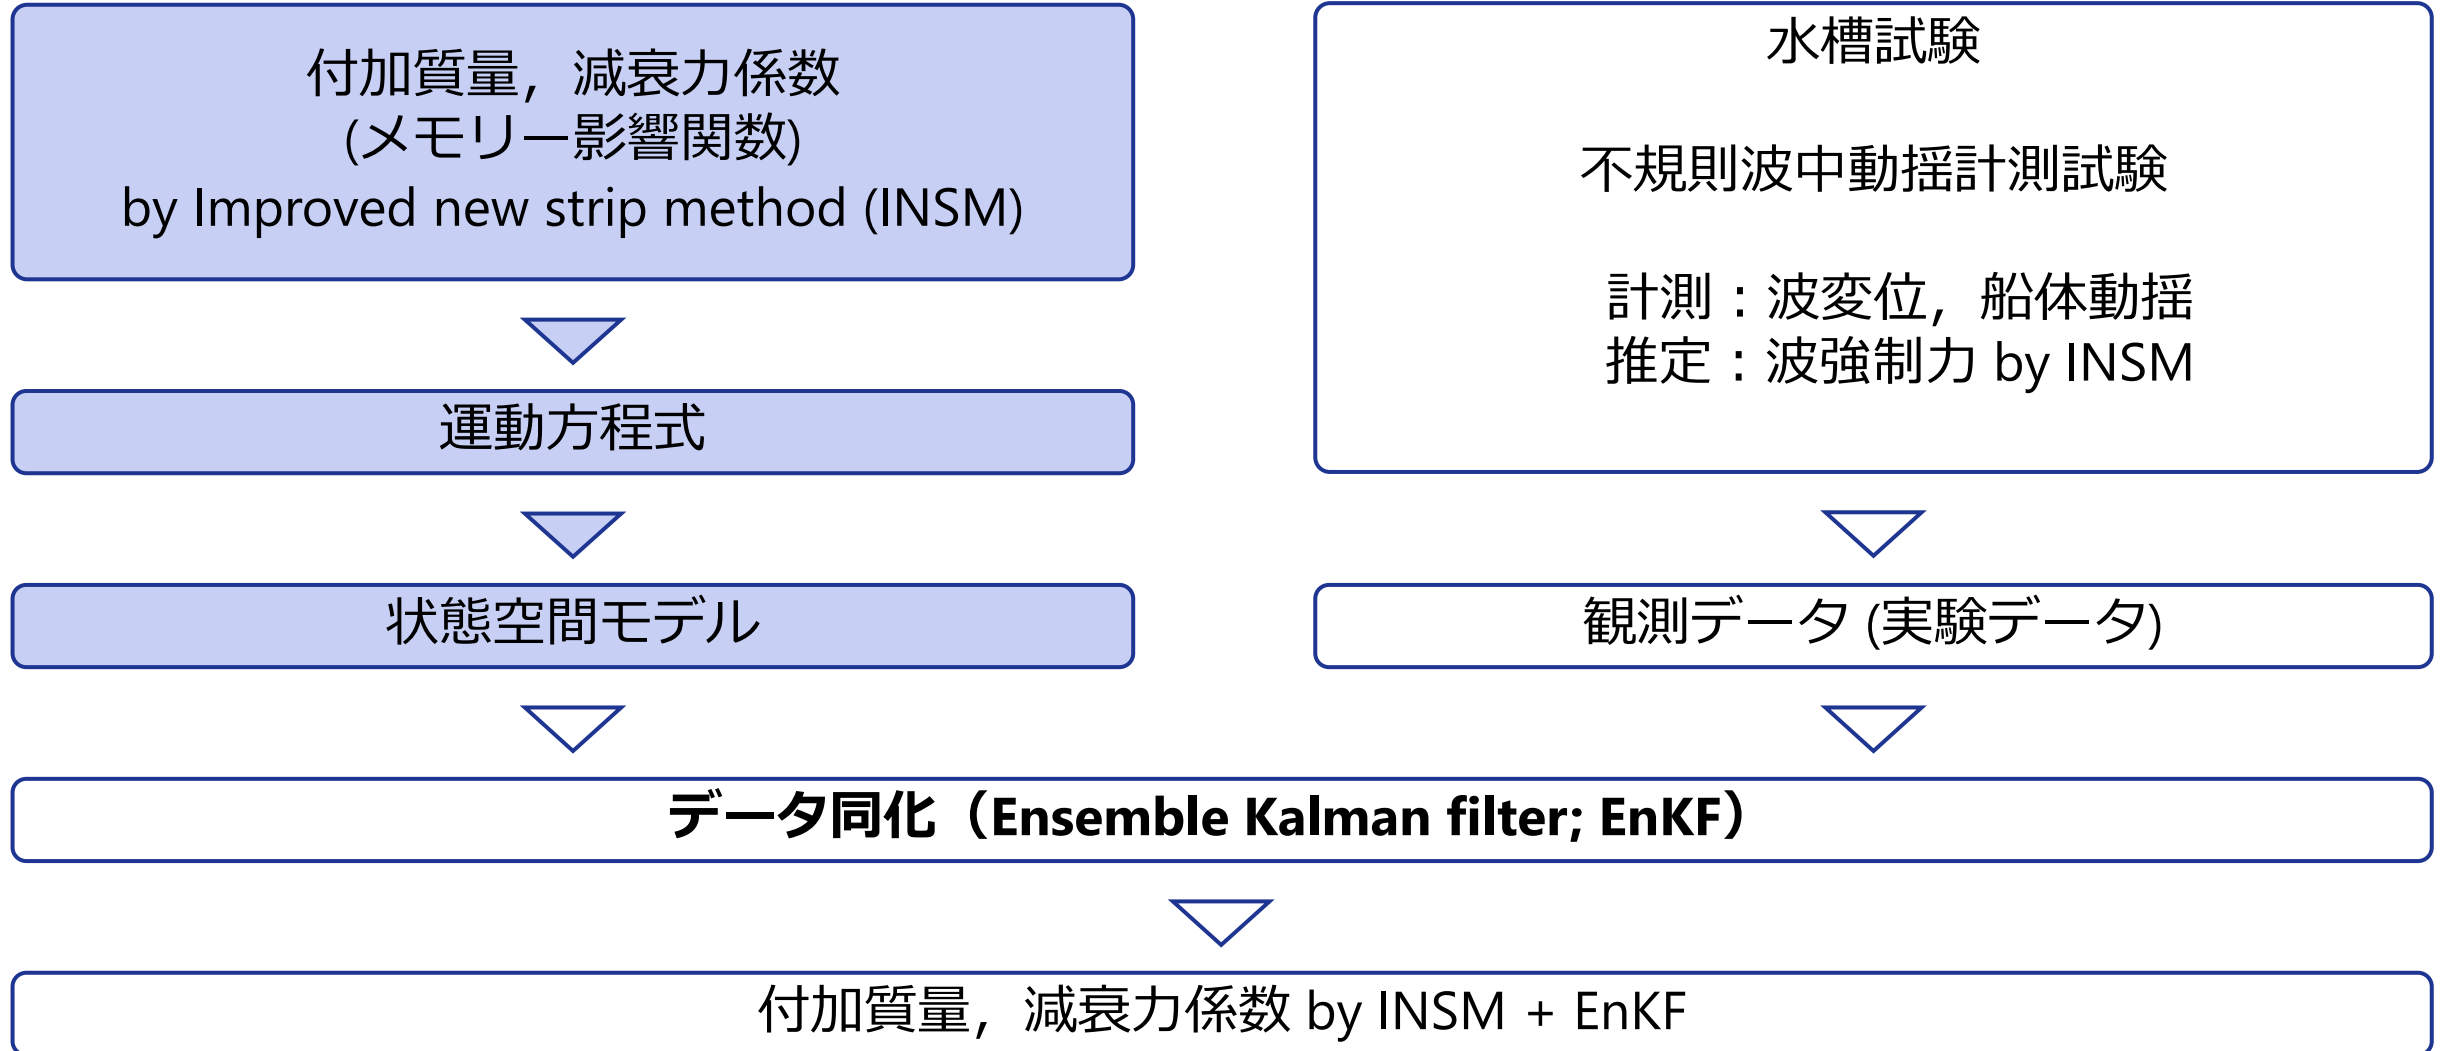 付加質量，減衰力係数
(メモリー影響関数)
by Improved new strip method (INSM)
運動方程式
状態空間モデル
水槽試験
不規則波中動揺計測試験
計測：波変位，船体動揺
推定：波強制力 by INSM
観測データ (実験データ)
データ同化（Ensemble Kalman filter; EnKF）
付加質量，減衰力係数 by INSM + EnKF